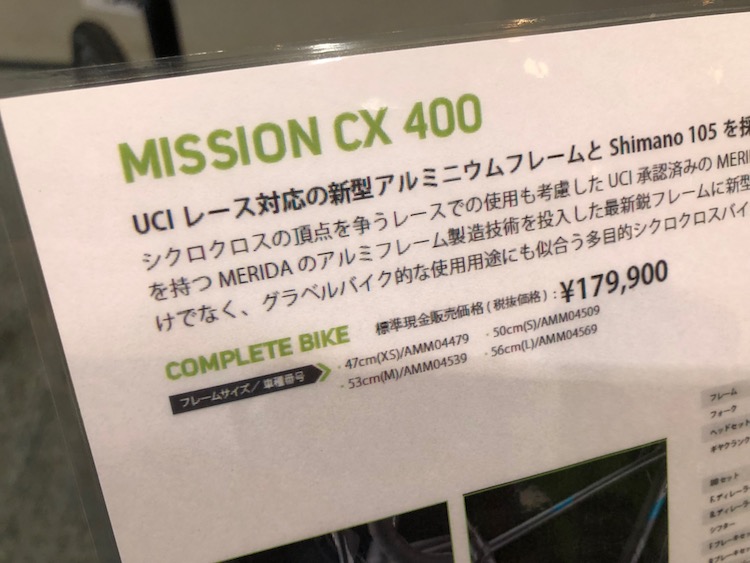 MISSION CX 400
UCI レース対応の新型アルミニウムフレームと Shimano 105 を採
シクロクロスの頂点を争うレースでの使用も考慮した UCI 承認済みの MERI
を持つ MERIDA のアルミフレーム製造技術を投入した最新鋭フレームに新型
けでなく、グラベルバイク的な使用用途にも似合う多目的シクロクロスバイ
COMPLETE BIKE 標準現金販売価格 ( 税抜価格 ) : ¥179,900
フレームサイズ / 車種番号
・47cm(XS)/AMM04479 ・50cm(S)/AMM04509
・53cm(M)/AMM04539 ・56cm(L)/AMM04569
フレーム
フォーク
ヘッドセット
ギヤクランク
BBセット
F.ディレーラー
R.ディレーラー
シフター
Fブレーキセッ